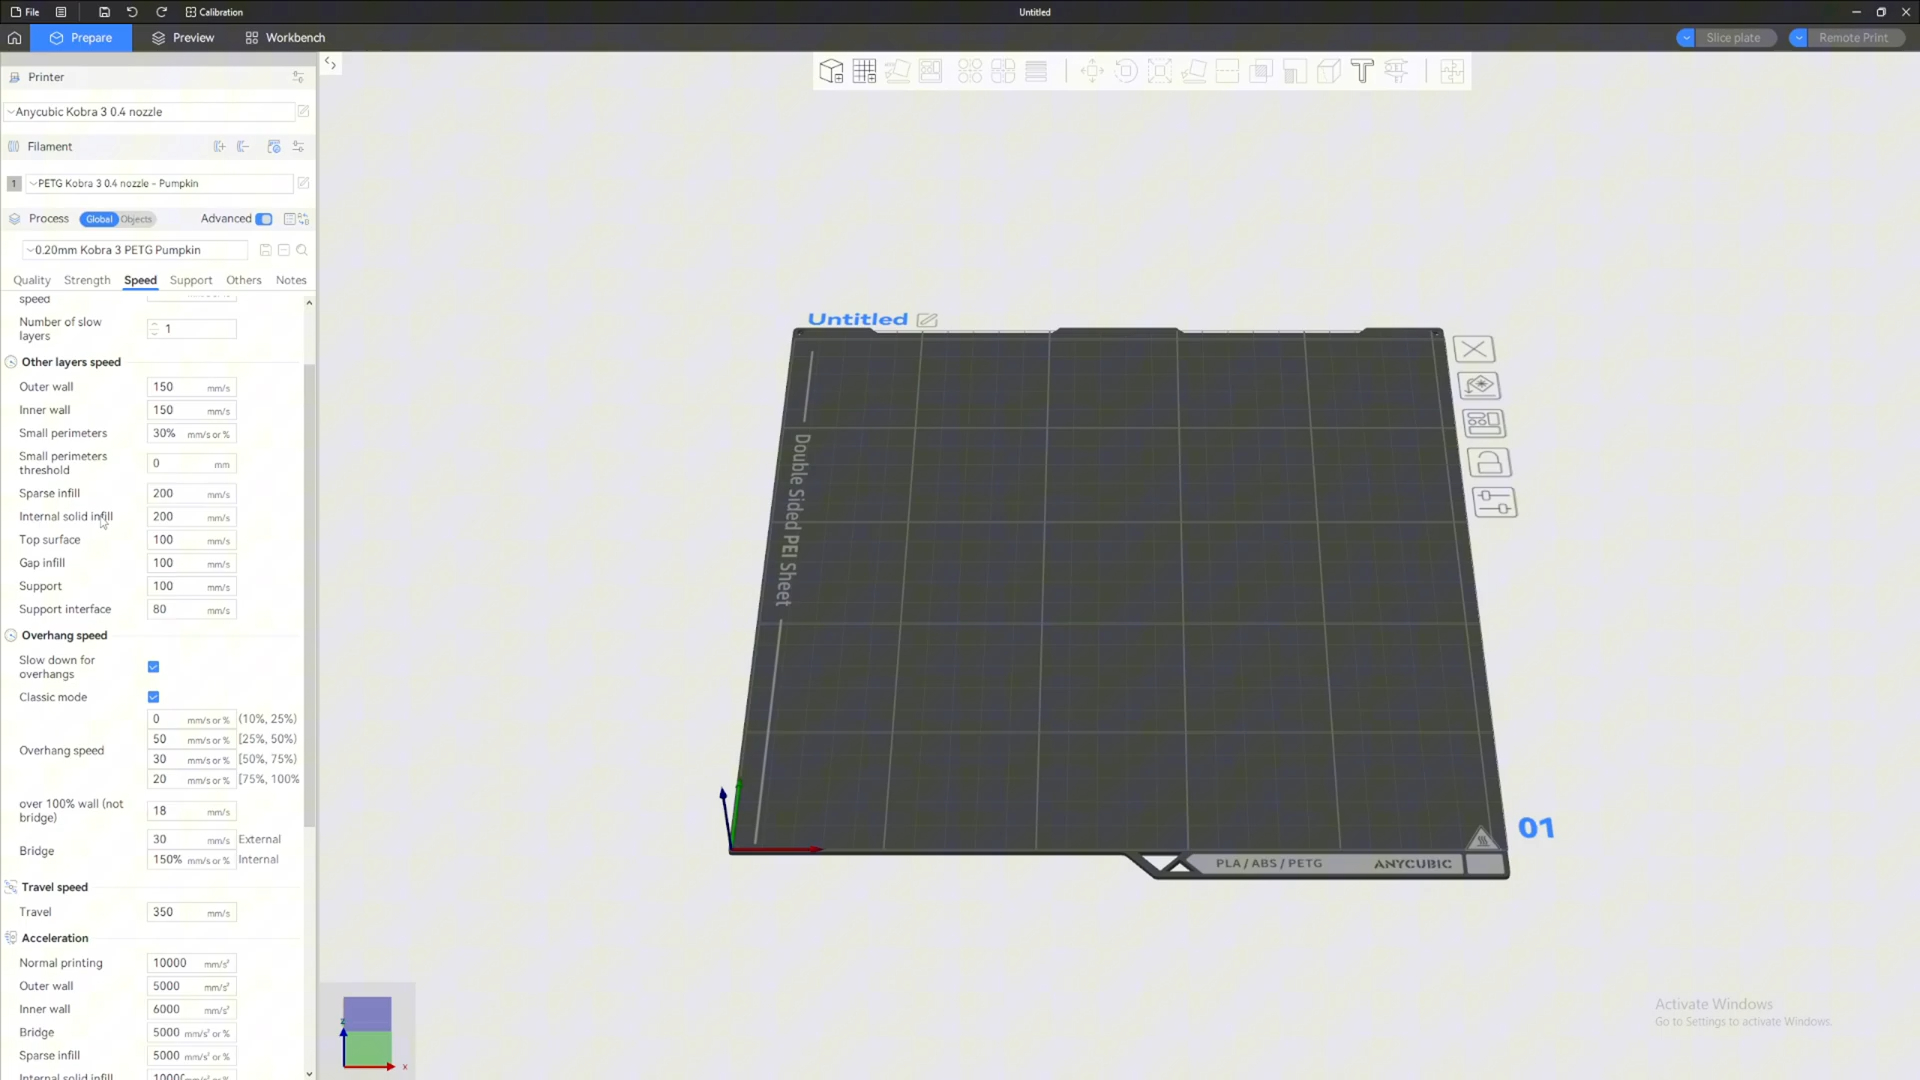 File Calibration Untitled
Prepare Preview Workbench Slice plate Remote Print
Printer
Anycubic Kobra 3 0.4 nozzle
Filament
1 PETG Kobra 3 0.4 nozzle - Pumpkin
Process Global Objects Advanced
0.20mm Kobra 3 PETG Pumpkin
Quality Strength Speed Support Others Notes
speed
Number of slow
layers
1
Other layers speed
Outer wall 150 mm/s
Inner wall 150 mm/s
Small perimeters 30% mm/s or %
Small perimeters
threshold
0 mm
Sparse infill 200 mm/s
Internal solid infill 200 mm/s
Top surface 100 mm/s
Gap infill 100 mm/s
Support 100 mm/s
Support interface 80 mm/s
Overhang speed
Slow down for
overhangs
Classic mode
Overhang speed
0 mm/s or % (10%, 25%)
50 mm/s or % [25%, 50%)
30 mm/s or % [50%, 75%)
20 mm/s or % [75%, 100%
over 100% wall (not
bridge)
18 mm/s
Bridge
30 mm/s External
150% mm/s or % Internal
Travel speed
Travel 350 mm/s
Acceleration
Normal printing 10000 mm/s²
Outer wall 5000 mm/s²
Inner wall 6000 mm/s²
Bridge 5000 mm/s² or %
Sparse infill 5000 mm/s² or %
Internal solid infill mm/s² or %
Untitled
Double Sided PEI Sheet
PLA / ABS / PETG ANYCUBIC
01
z
x
Activate Windows
Go to Settings to activate Windows.